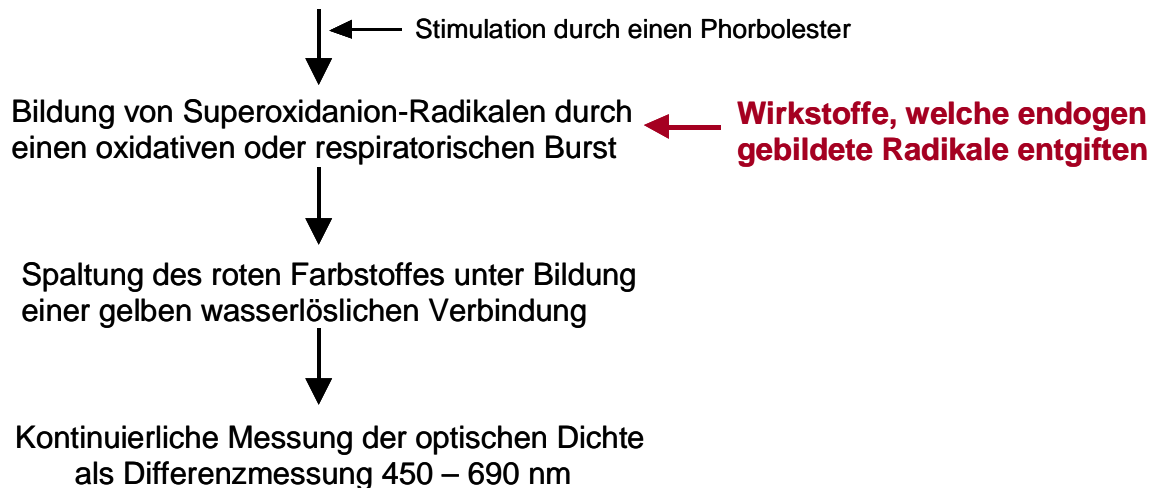 Stimulation durch einen Phorbolester
Bildung von Superoxidanion-Radikalen durch
einen oxidativen oder respiratorischen Burst
Wirkstoffe, welche endogen
gebildete Radikale entgiften
Spaltung des roten Farbstoffes unter Bildung
einer gelben wasserlöslichen Verbindung
Kontinuierliche Messung der optischen Dichte
als Differenzmessung 450 – 690 nm